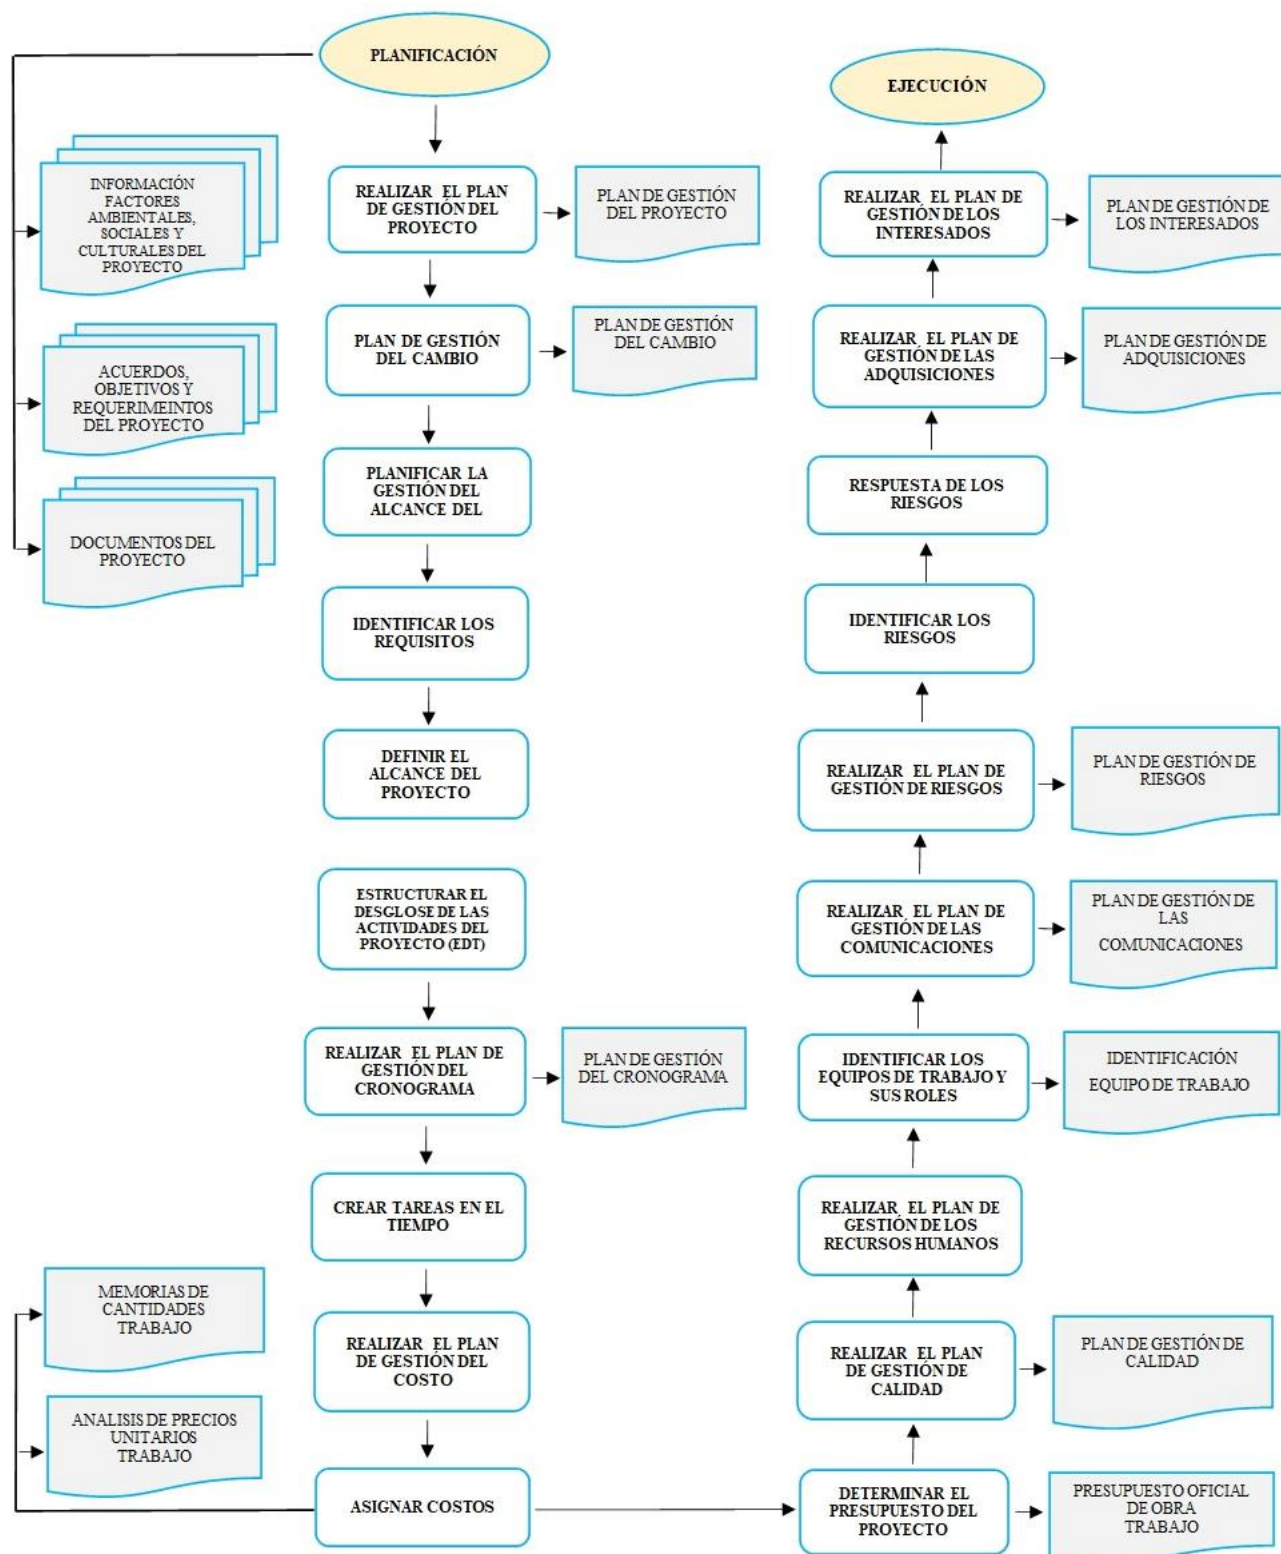 PLANIFICACIÓN
INFORMACIÓN
FACTORES
AMBIENTALES,
SOCIALES Y
CULTURALES DEL
PROYECTO
ACUERDOS,
OBJETIVOS Y
REQUERIMEINTOS
DEL PROYECTO
DOCUMENTOS DEL
PROYECTO
REALIZAR EL PLAN
DE GESTIÓN DEL
PROYECTO
PLAN DE GESTIÓN
DEL PROYECTO
PLAN DE GESTIÓN
DEL CAMBIO
PLAN DE GESTIÓN
DEL CAMBIO
PLANIFICAR LA
GESTIÓN DEL
ALCANCE DEL
IDENTIFICAR LOS
REQUISITOS
DEFINIR EL
ALCANCE DEL
PROYECTO
ESTRUCTURAR EL
DESGLOSE DE LAS
ACTIVIDADES DEL
PROYECTO (EDT)
REALIZAR EL PLAN DE
GESTIÓN DEL
CRONOGRAMA
PLAN DE GESTIÓN
DEL CRONOGRAMA
CREAR TAREAS EN EL
TIEMPO
REALIZAR EL PLAN
DE GESTIÓN DEL
COSTO
ASIGNAR COSTOS
MEMORIAS DE
CANTIDADES
TRABAJO
ANALISIS DE PRECIOS
UNITARIOS
TRABAJO
DETERMINAR EL
PRESUPUESTO DEL
PROYECTO
PRESUPUESTO OFICIAL
DE OBRA
TRABAJO
REALIZAR EL PLAN
DE GESTIÓN DE
CALIDAD
PLAN DE GESTIÓN DE
CALIDAD
REALIZAR EL PLAN DE
GESTIÓN DE LOS
RECURSOS HUMANOS
IDENTIFICAR LOS
EQUIPOS DE TRABAJO Y
SUS ROLES
IDENTIFICACIÓN
EQUIPO DE TRABAJO
REALIZAR EL PLAN DE
GESTIÓN DE LAS
COMUNICACIONES
PLAN DE GESTIÓN DE
LAS
COMUNICACIONES
REALIZAR EL PLAN DE
GESTIÓN DE RIESGOS
PLAN DE GESTIÓN DE
RIESGOS
IDENTIFICAR LOS
RIESGOS
RESPUESTA DE LOS
RIESGOS
REALIZAR EL PLAN DE
GESTIÓN DE LAS
ADQUISICIONES
PLAN DE GESTIÓN DE
ADQUISICIONES
REALIZAR EL PLAN DE
GESTIÓN DE LOS
INTERESADOS
PLAN DE GESTIÓN DE
LOS INTERESADOS
EJECUCIÓN